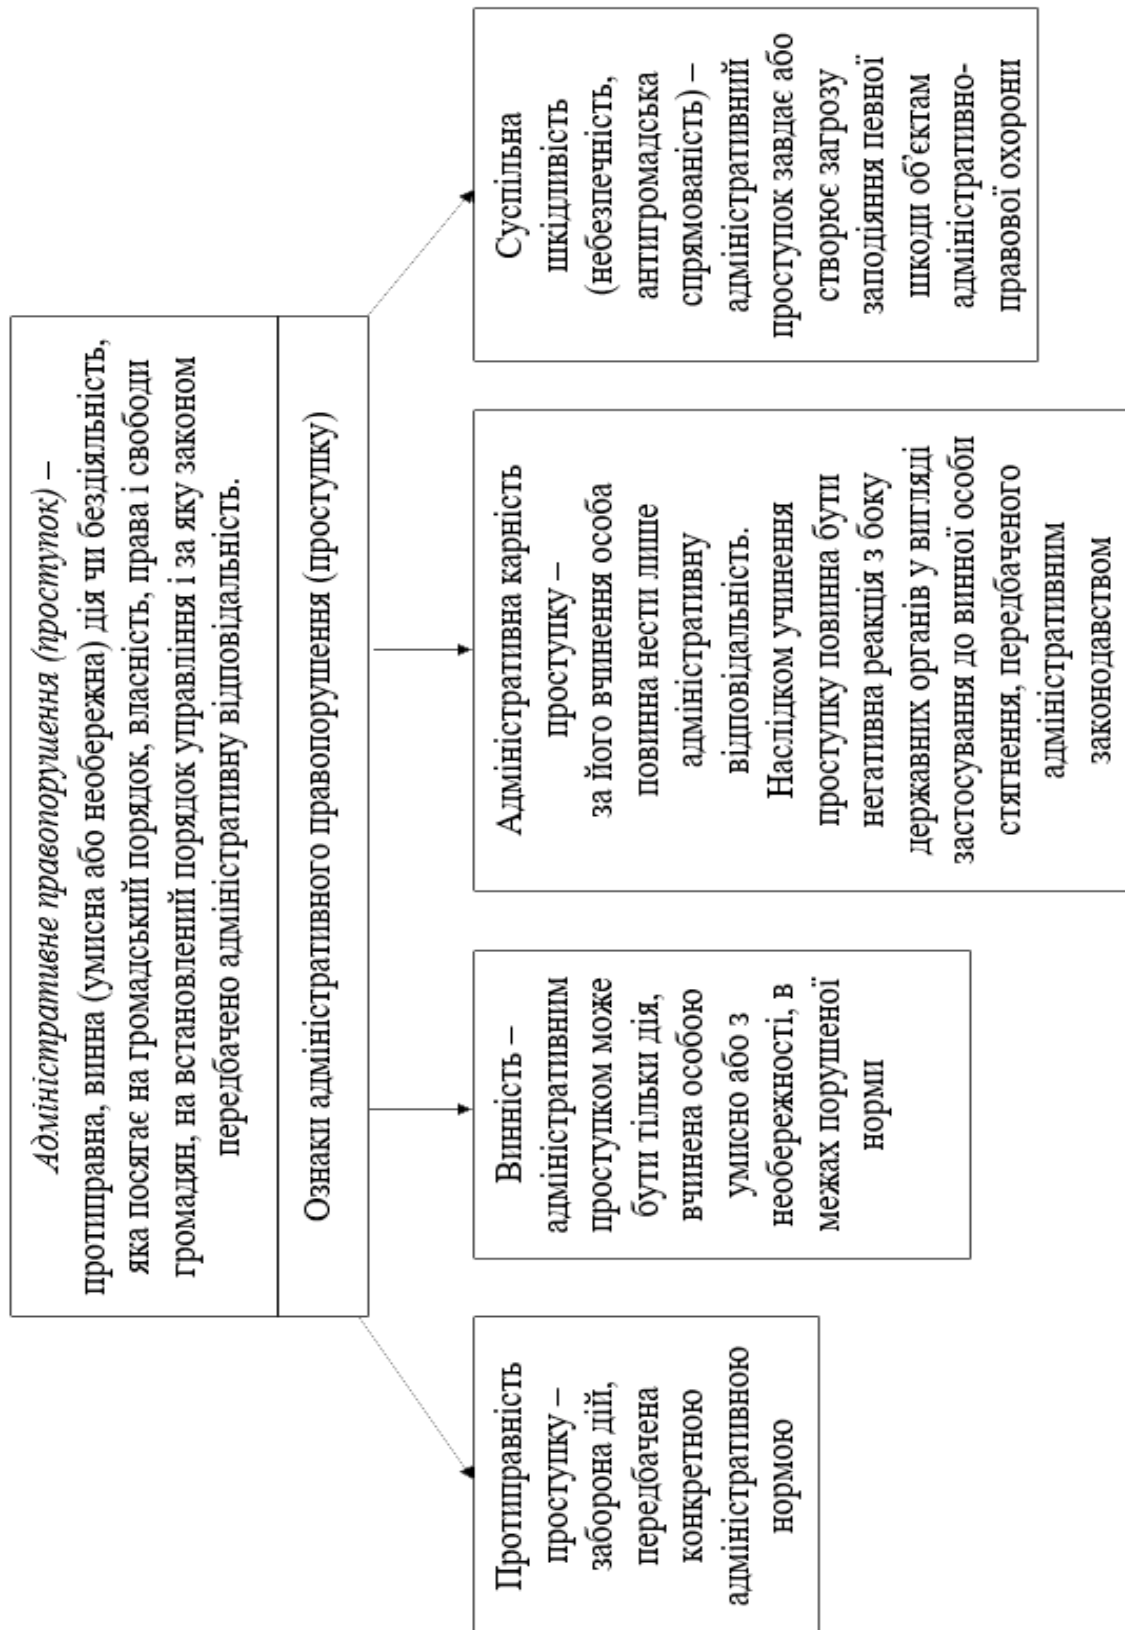 Адміністративне правопорушення (проступок) –
протиправна, винна (умисна або необережна) дія чи бездіяльність,
яка посягає на громадський порядок, власність, права і свободи
громадян, на встановлений порядок управління і за яку законом
передбачено адміністративну відповідальність.
Ознаки адміністративного правопорушення (проступку)
Протиправність
проступку –
заборона дій,
передбачена
конкретною
адміністративною
нормою
Винність –
адміністративним
проступком може
бути тільки дія,
вчинена особою
умисно або з
необережності, в
межах порушеної
норми
Адміністративна карність
проступку –
за його вчинення особа
повинна нести лише
адміністративну
відповідальність.
Наслідком учинення
проступку повинна бути
негативна реакція з боку
державних органів у вигляді
застосування до винної особи
стягнення, передбаченого
адміністративним
законодавством
Суспільна
шкідливість
(небезпечність,
антигромадська
спрямованість) –
адміністративний
проступок завдає або
створює загрозу
заподіяння певної
шкоди об’єктам
адміністративно-
правової охорони